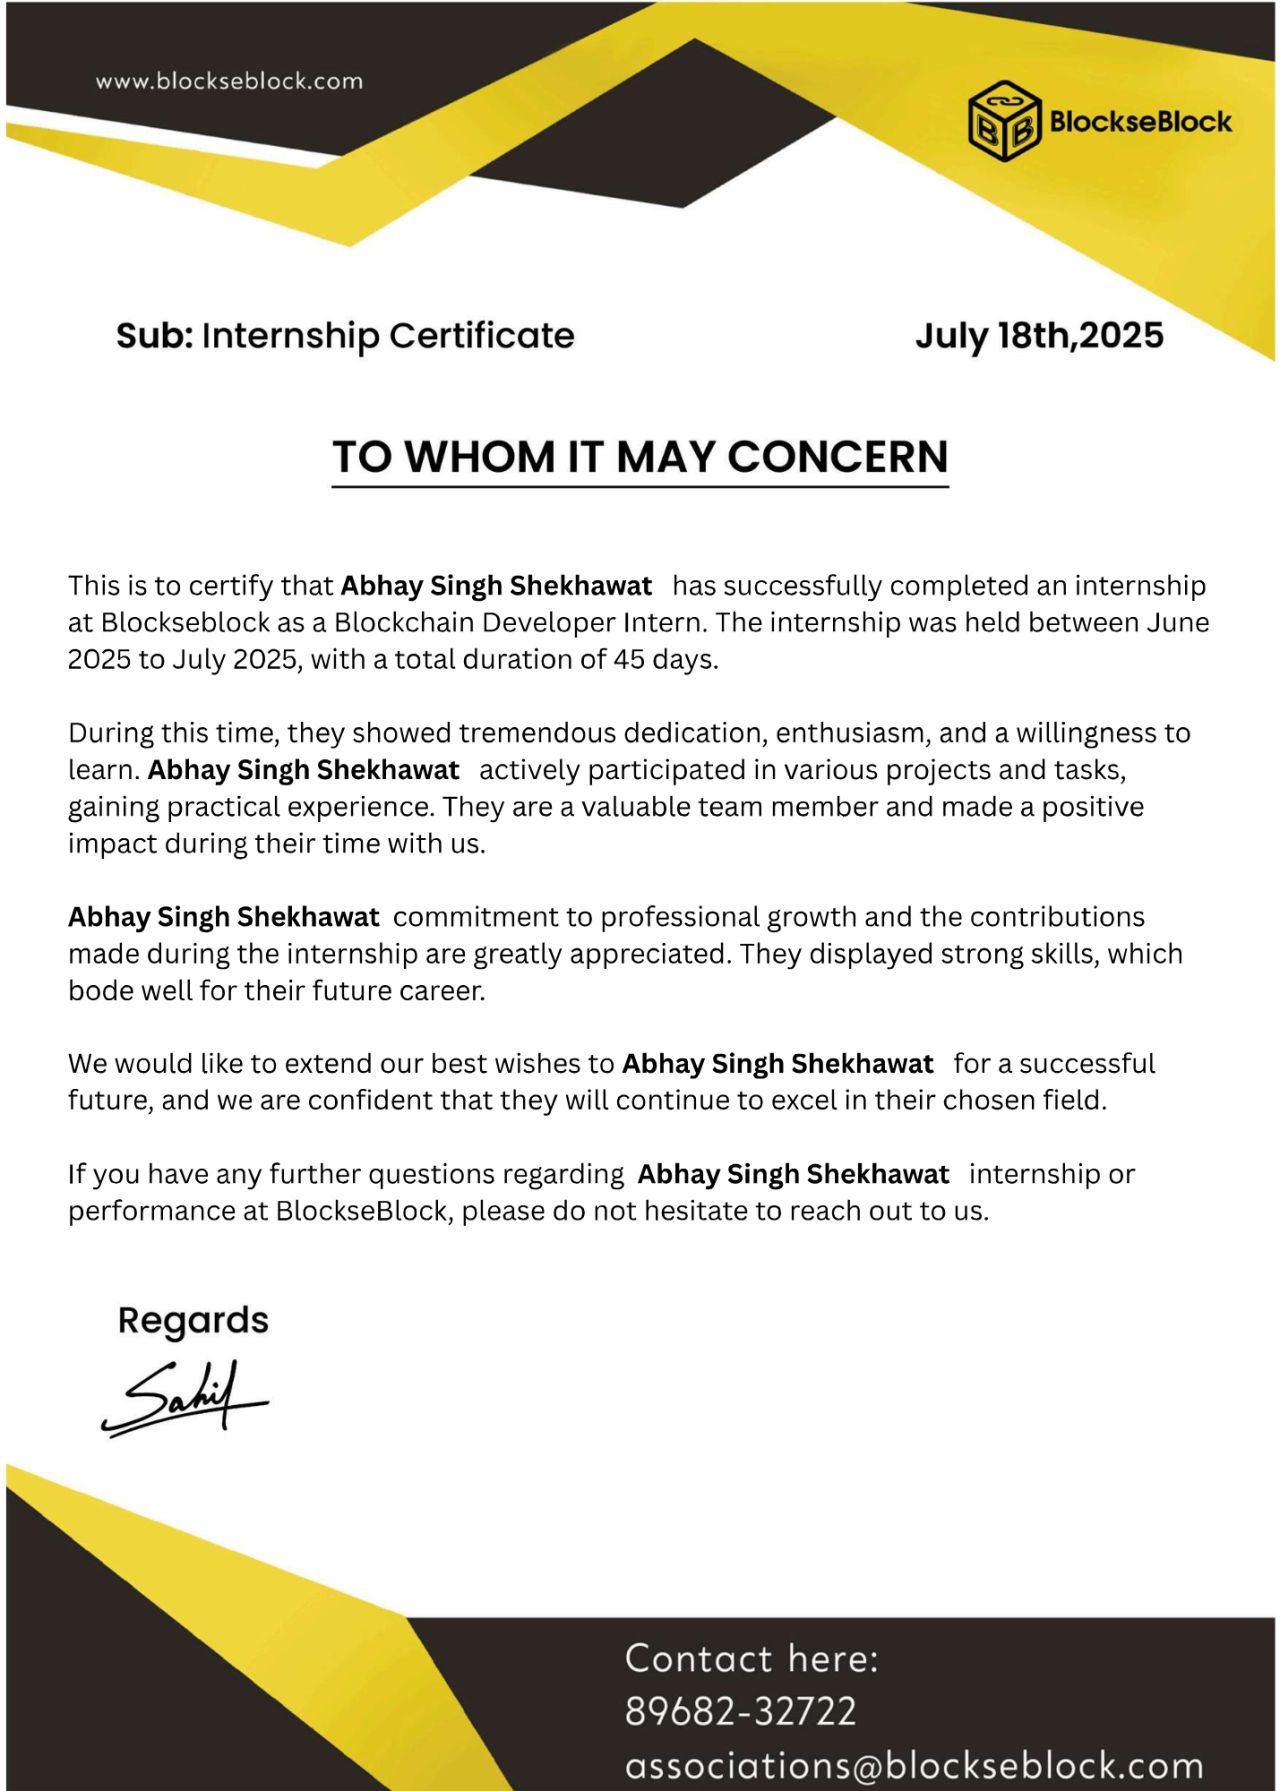 www.blockseblock.com
BlockseBlock
Sub: Internship Certificate
July 18th,2025
TO WHOM IT MAY CONCERN
This is to certify that Abhay Singh Shekhawat has successfully completed an internship
at Blockseblock as a Blockchain Developer Intern. The internship was held between June
2025 to July 2025, with a total duration of 45 days.
During this time, they showed tremendous dedication, enthusiasm, and a willingness to
learn. Abhay Singh Shekhawat actively participated in various projects and tasks,
gaining practical experience. They are a valuable team member and made a positive
impact during their time with us.
Abhay Singh Shekhawat commitment to professional growth and the contributions
made during the internship are greatly appreciated. They displayed strong skills, which
bode well for their future career.
We would like to extend our best wishes to Abhay Singh Shekhawat for a successful
future, and we are confident that they will continue to excel in their chosen field.
If you have any further questions regarding Abhay Singh Shekhawat internship or
performance at BlockseBlock, please do not hesitate to reach out to us.
Regards
Sahil
Contact here:
89682-32722
associations@blockseblock.com